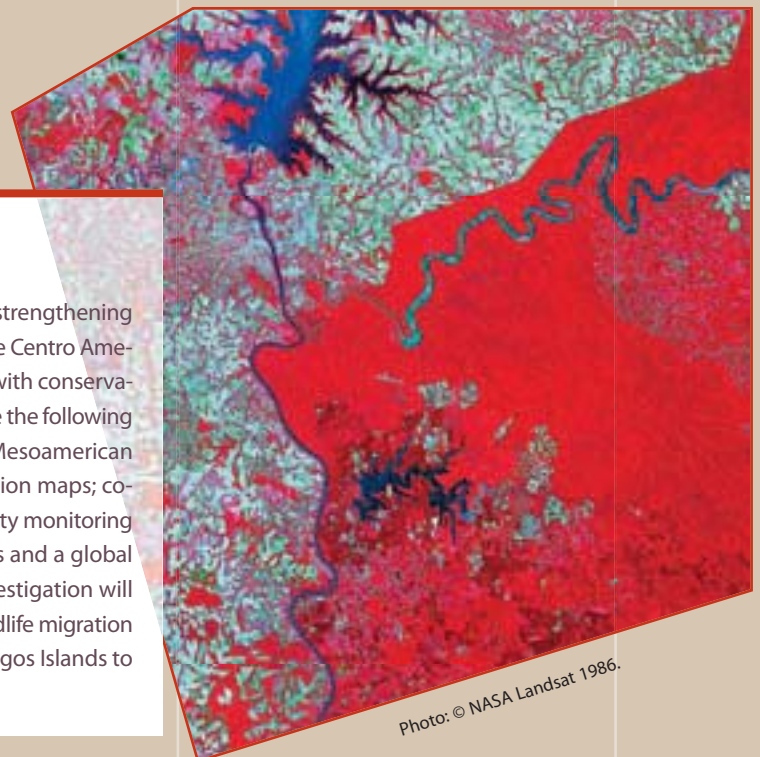 strengthening
e Centro Ame-
with conserva-
e the following
Mesoamerican
ion maps; co-
ty monitoring
s and a global
estigation will
dlife migration
gos Islands to
Photo: © NASA Landsat 1986.